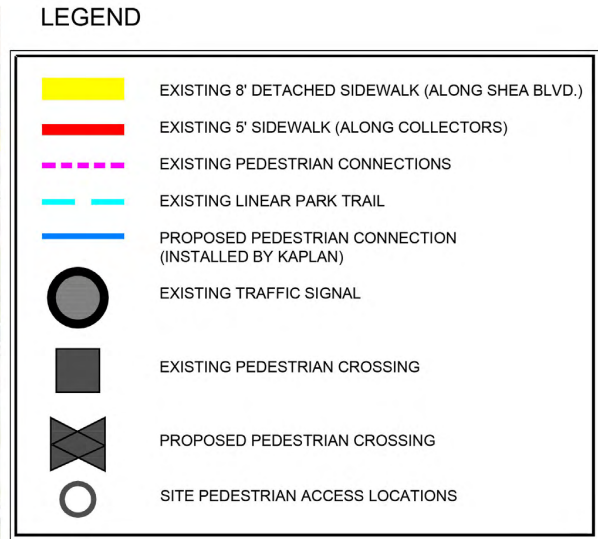 LEGEND
EXISTING 8' DETACHED SIDEWALK (ALONG SHEA BLVD.)
EXISTING 5' SIDEWALK (ALONG COLLECTORS)
EXISTING PEDESTRIAN CONNECTIONS
EXISTING LINEAR PARK TRAIL
PROPOSED PEDESTRIAN CONNECTION
(INSTALLED BY KAPLAN)
EXISTING TRAFFIC SIGNAL
EXISTING PEDESTRIAN CROSSING
PROPOSED PEDESTRIAN CROSSING
SITE PEDESTRIAN ACCESS LOCATIONS